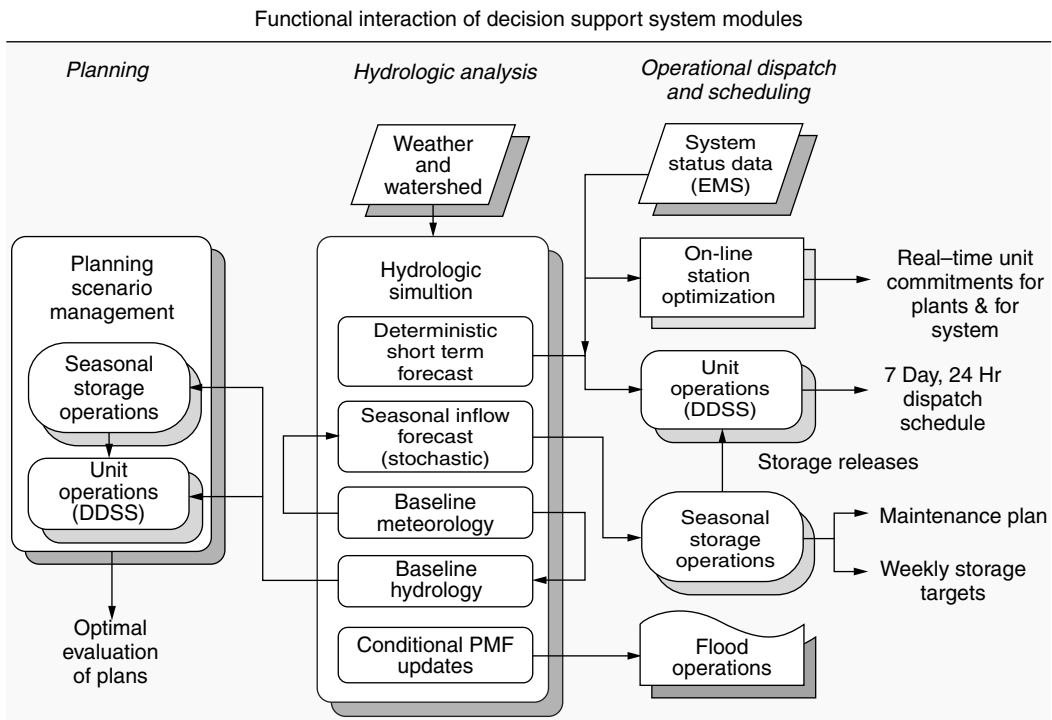 Functional interaction of decision support system modules
Planning
Hydrologic analysis
Operational dispatch
and scheduling
Weather
and
watershed
System
status data
(EMS)
Planning
scenario
management
Seasonal
storage
operations
Unit
operations
(DDSS)
Optimal
evaluation
of plans
Hydrologic
simultion
Deterministic
short term
forecast
Seasonal inflow
forecast
(stochastic)
Baseline
meteorology
Baseline
hydrology
Conditional PMF
updates
On-line
station
optimization
Real–time unit
commitments for
plants & for
system
Unit
operations
(DDSS)
7 Day, 24 Hr
dispatch
schedule
Storage releases
Seasonal
storage
operations
Maintenance plan
Weekly storage
targets
Flood
operations